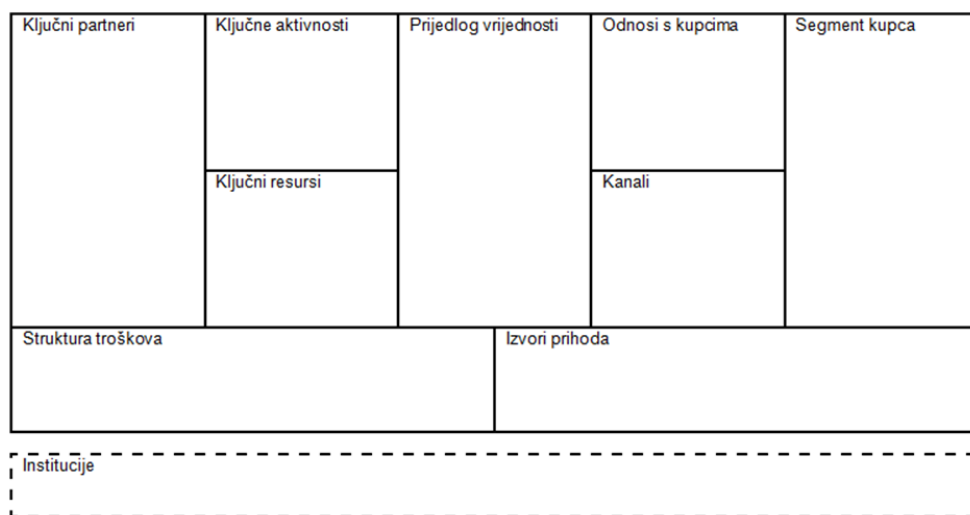 Ključni partneri
Ključne aktivnosti
Prijedlog vrijednosti
Odnosi s kupcima
Segment kupca
Ključni resursi
Kanali
Struktura troškova
Izvori prihoda
Institucije